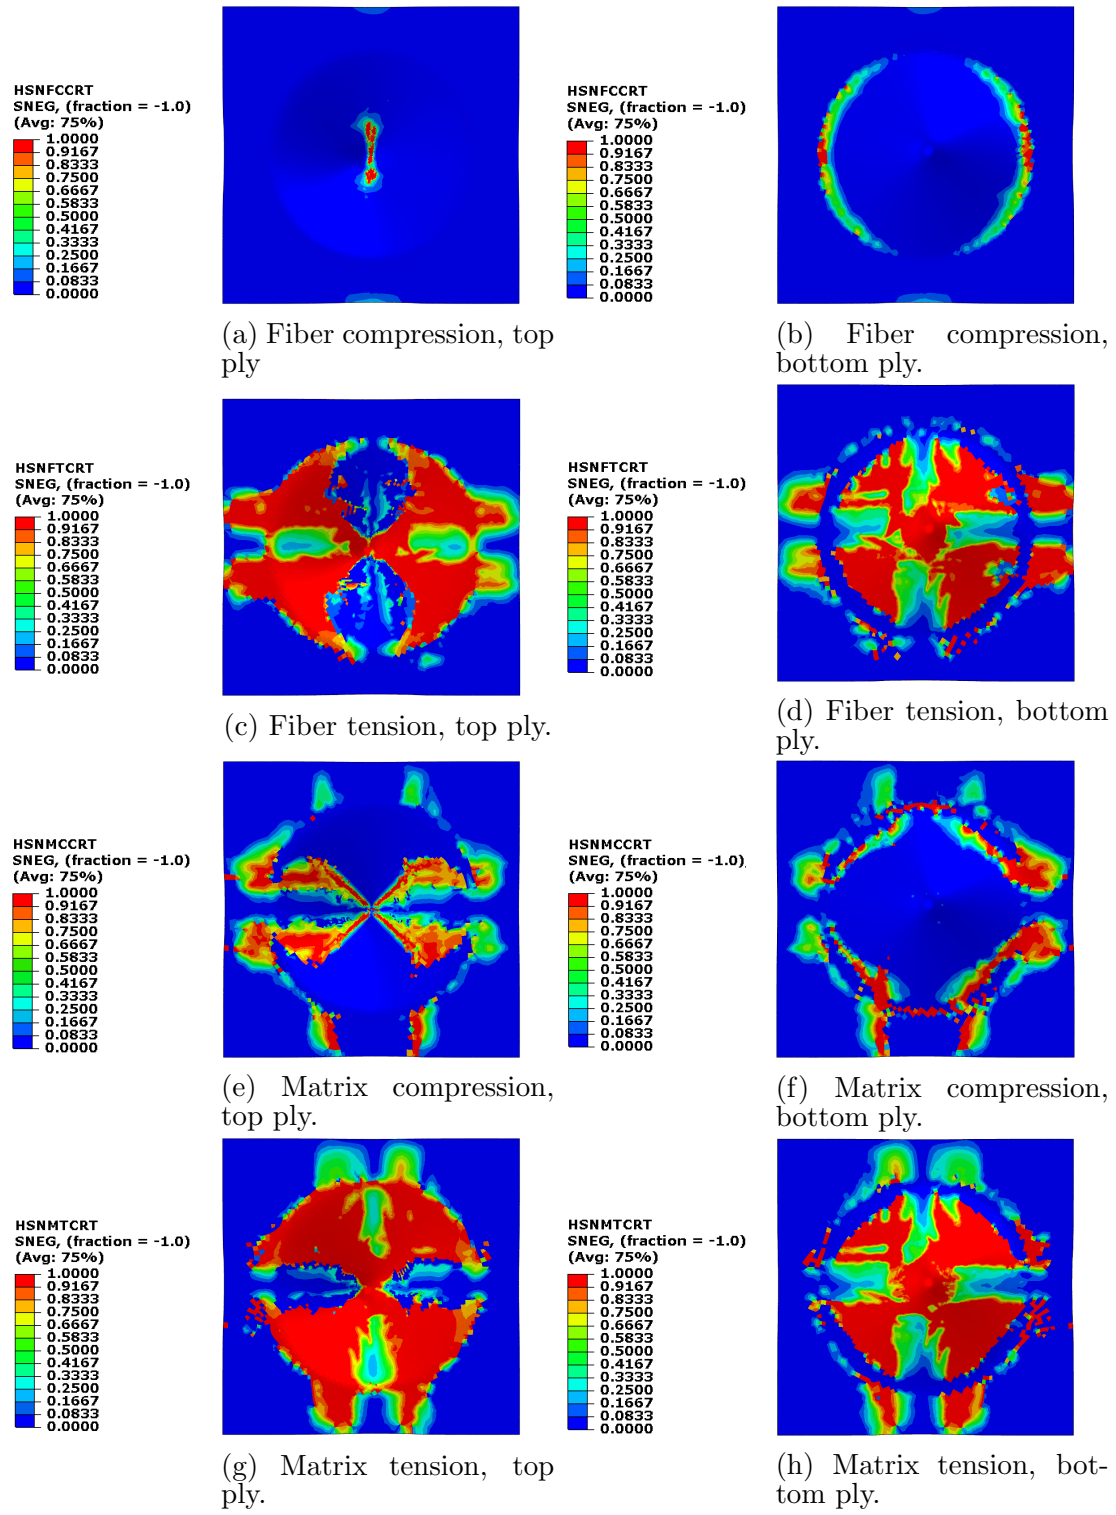 HSNFCCRT
SNEG, (fraction = -1.0)
(Avg: 75%)
1.0000
0.9167
0.8333
0.7500
0.6667
0.5833
0.5000
0.4167
0.3333
0.2500
0.1667
0.0833
0.0000
(a) Fiber compression, top
ply
HSNFCCRT
SNEG, (fraction = -1.0)
(Avg: 75%)
1.0000
0.9167
0.8333
0.7500
0.6667
0.5833
0.5000
0.4167
0.3333
0.2500
0.1667
0.0833
0.0000
(b) Fiber compression,
bottom ply.
HSNFTCRT
SNEG, (fraction = -1.0)
(Avg: 75%)
1.0000
0.9167
0.8333
0.7500
0.6667
0.5833
0.5000
0.4167
0.3333
0.2500
0.1667
0.0833
0.0000
(c) Fiber tension, top ply.
HSNFTCRT
SNEG, (fraction = -1.0)
(Avg: 75%)
1.0000
0.9167
0.8333
0.7500
0.6667
0.5833
0.5000
0.4167
0.3333
0.2500
0.1667
0.0833
0.0000
(d) Fiber tension, bottom
ply.
HSNMCCRT
SNEG, (fraction = -1.0)
(Avg: 75%)
1.0000
0.9167
0.8333
0.7500
0.6667
0.5833
0.5000
0.4167
0.3333
0.2500
0.1667
0.0833
0.0000
(e) Matrix compression,
top ply.
HSNMCCRT
SNEG, (fraction = -1.0)
(Avg: 75%)
1.0000
0.9167
0.8333
0.7500
0.6667
0.5833
0.5000
0.4167
0.3333
0.2500
0.1667
0.0833
0.0000
(f) Matrix compression,
bottom ply.
HSNMTCRT
SNEG, (fraction = -1.0)
(Avg: 75%)
1.0000
0.9167
0.8333
0.7500
0.6667
0.5833
0.5000
0.4167
0.3333
0.2500
0.1667
0.0833
0.0000
(g) Matrix tension, top
ply.
HSNMTCRT
SNEG, (fraction = -1.0)
(Avg: 75%)
1.0000
0.9167
0.8333
0.7500
0.6667
0.5833
0.5000
0.4167
0.3333
0.2500
0.1667
0.0833
0.0000
(h) Matrix tension, bot-
tom ply.